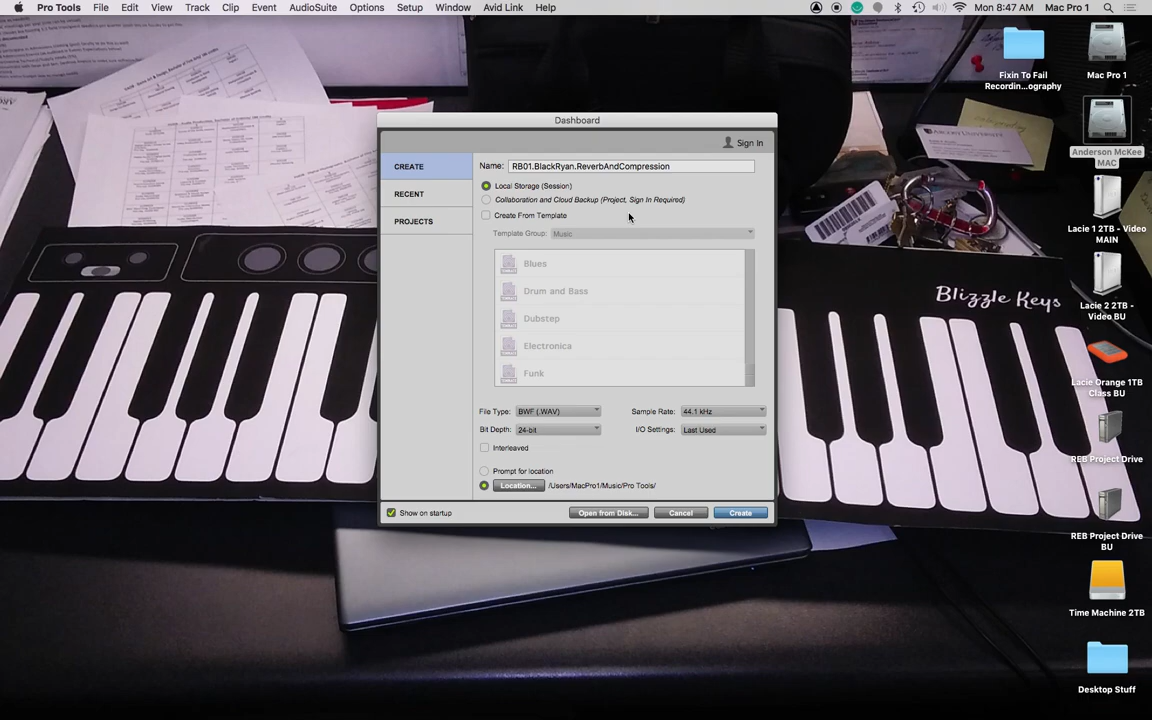 Pro Tools File Edit View Track Clip Event AudioSuite Options Setup Window Avid Link Help
Mon 8:47 AM Mac Pro 1
Dashboard
Sign In
CREATE
RECENT
PROJECTS
Name: RB01.BlackRyan.ReverbAndCompression
Local Storage (Session)
Collaboration and Cloud Backup (Project, Sign In Required)
Create From Template
Template Group: Music
Blues
Drum and Bass
Dubstep
Electronica
Funk
File Type: BWF (.WAV) Sample Rate: 44.1 kHz
Bit Depth: 24-bit I/O Settings: Last Used
Interleaved
Prompt for location
Location... /Users/MacPro1/Music/Pro Tools/
Show on startup Open from Disk... Cancel Create
Blizzle Keys
Fixin To Fail
Recordin...ography
Mac Pro 1
Anderson McKee
MAC
Lacie 1 2TB - Video
MAIN
Lacie 2 2TB -
Video BU
Lacie Orange 1TB
Class BU
REB Project Drive
REB Project Drive
BU
Time Machine 2TB
Desktop Stuff